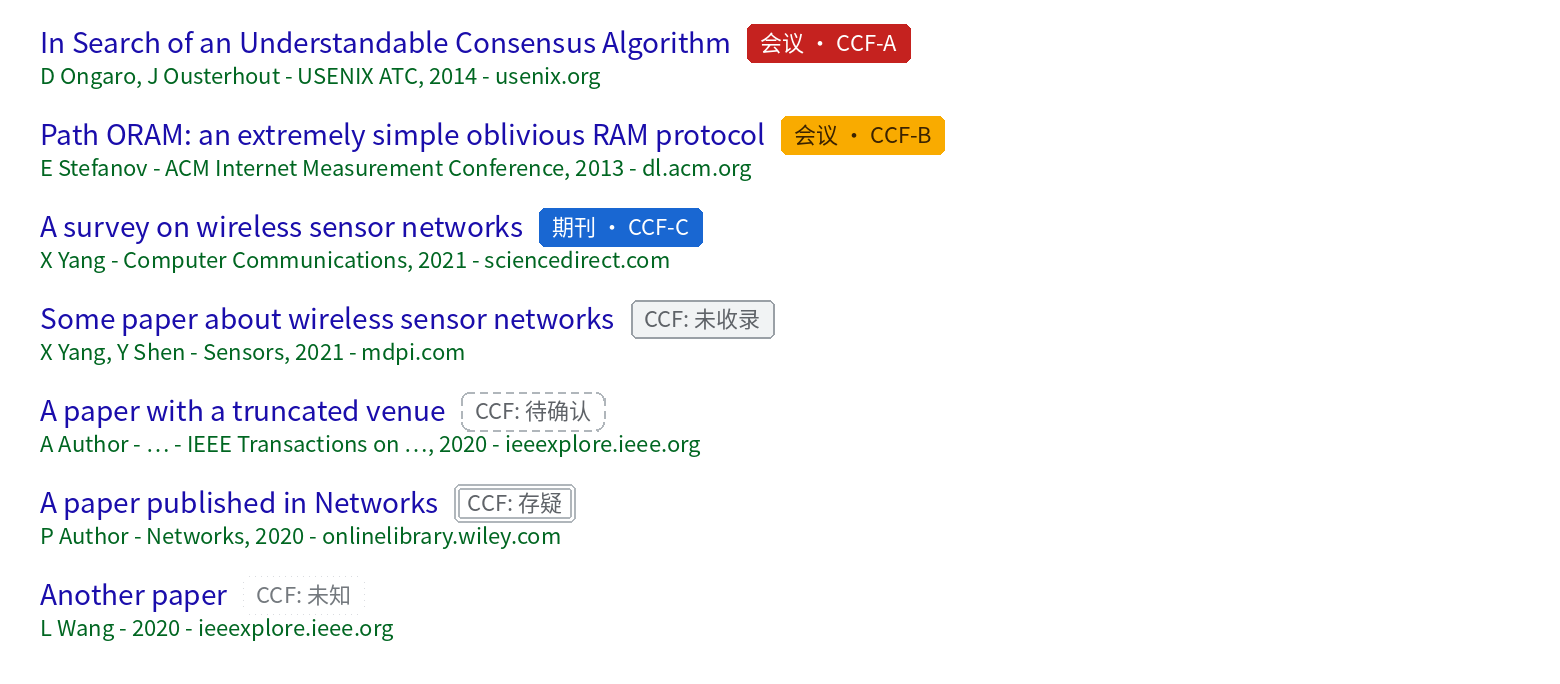 In Search of an Understandable Consensus Algorithm 会议 · CCF-A
D Ongaro, J Ousterhout - USENIX ATC, 2014 - usenix.org
Path ORAM: an extremely simple oblivious RAM protocol 会议 · CCF-B
E Stefanov - ACM Internet Measurement Conference, 2013 - dl.acm.org
A survey on wireless sensor networks 期刊 · CCF-C
X Yang - Computer Communications, 2021 - sciencedirect.com
Some paper about wireless sensor networks CCF: 未收录
X Yang, Y Shen - Sensors, 2021 - mdpi.com
A paper with a truncated venue CCF: 待确认
A Author - … - IEEE Transactions on …, 2020 - ieeexplore.ieee.org
A paper published in Networks CCF: 存疑
P Author - Networks, 2020 - onlinelibrary.wiley.com
Another paper CCF: 未知
L Wang - 2020 - ieeexplore.ieee.org